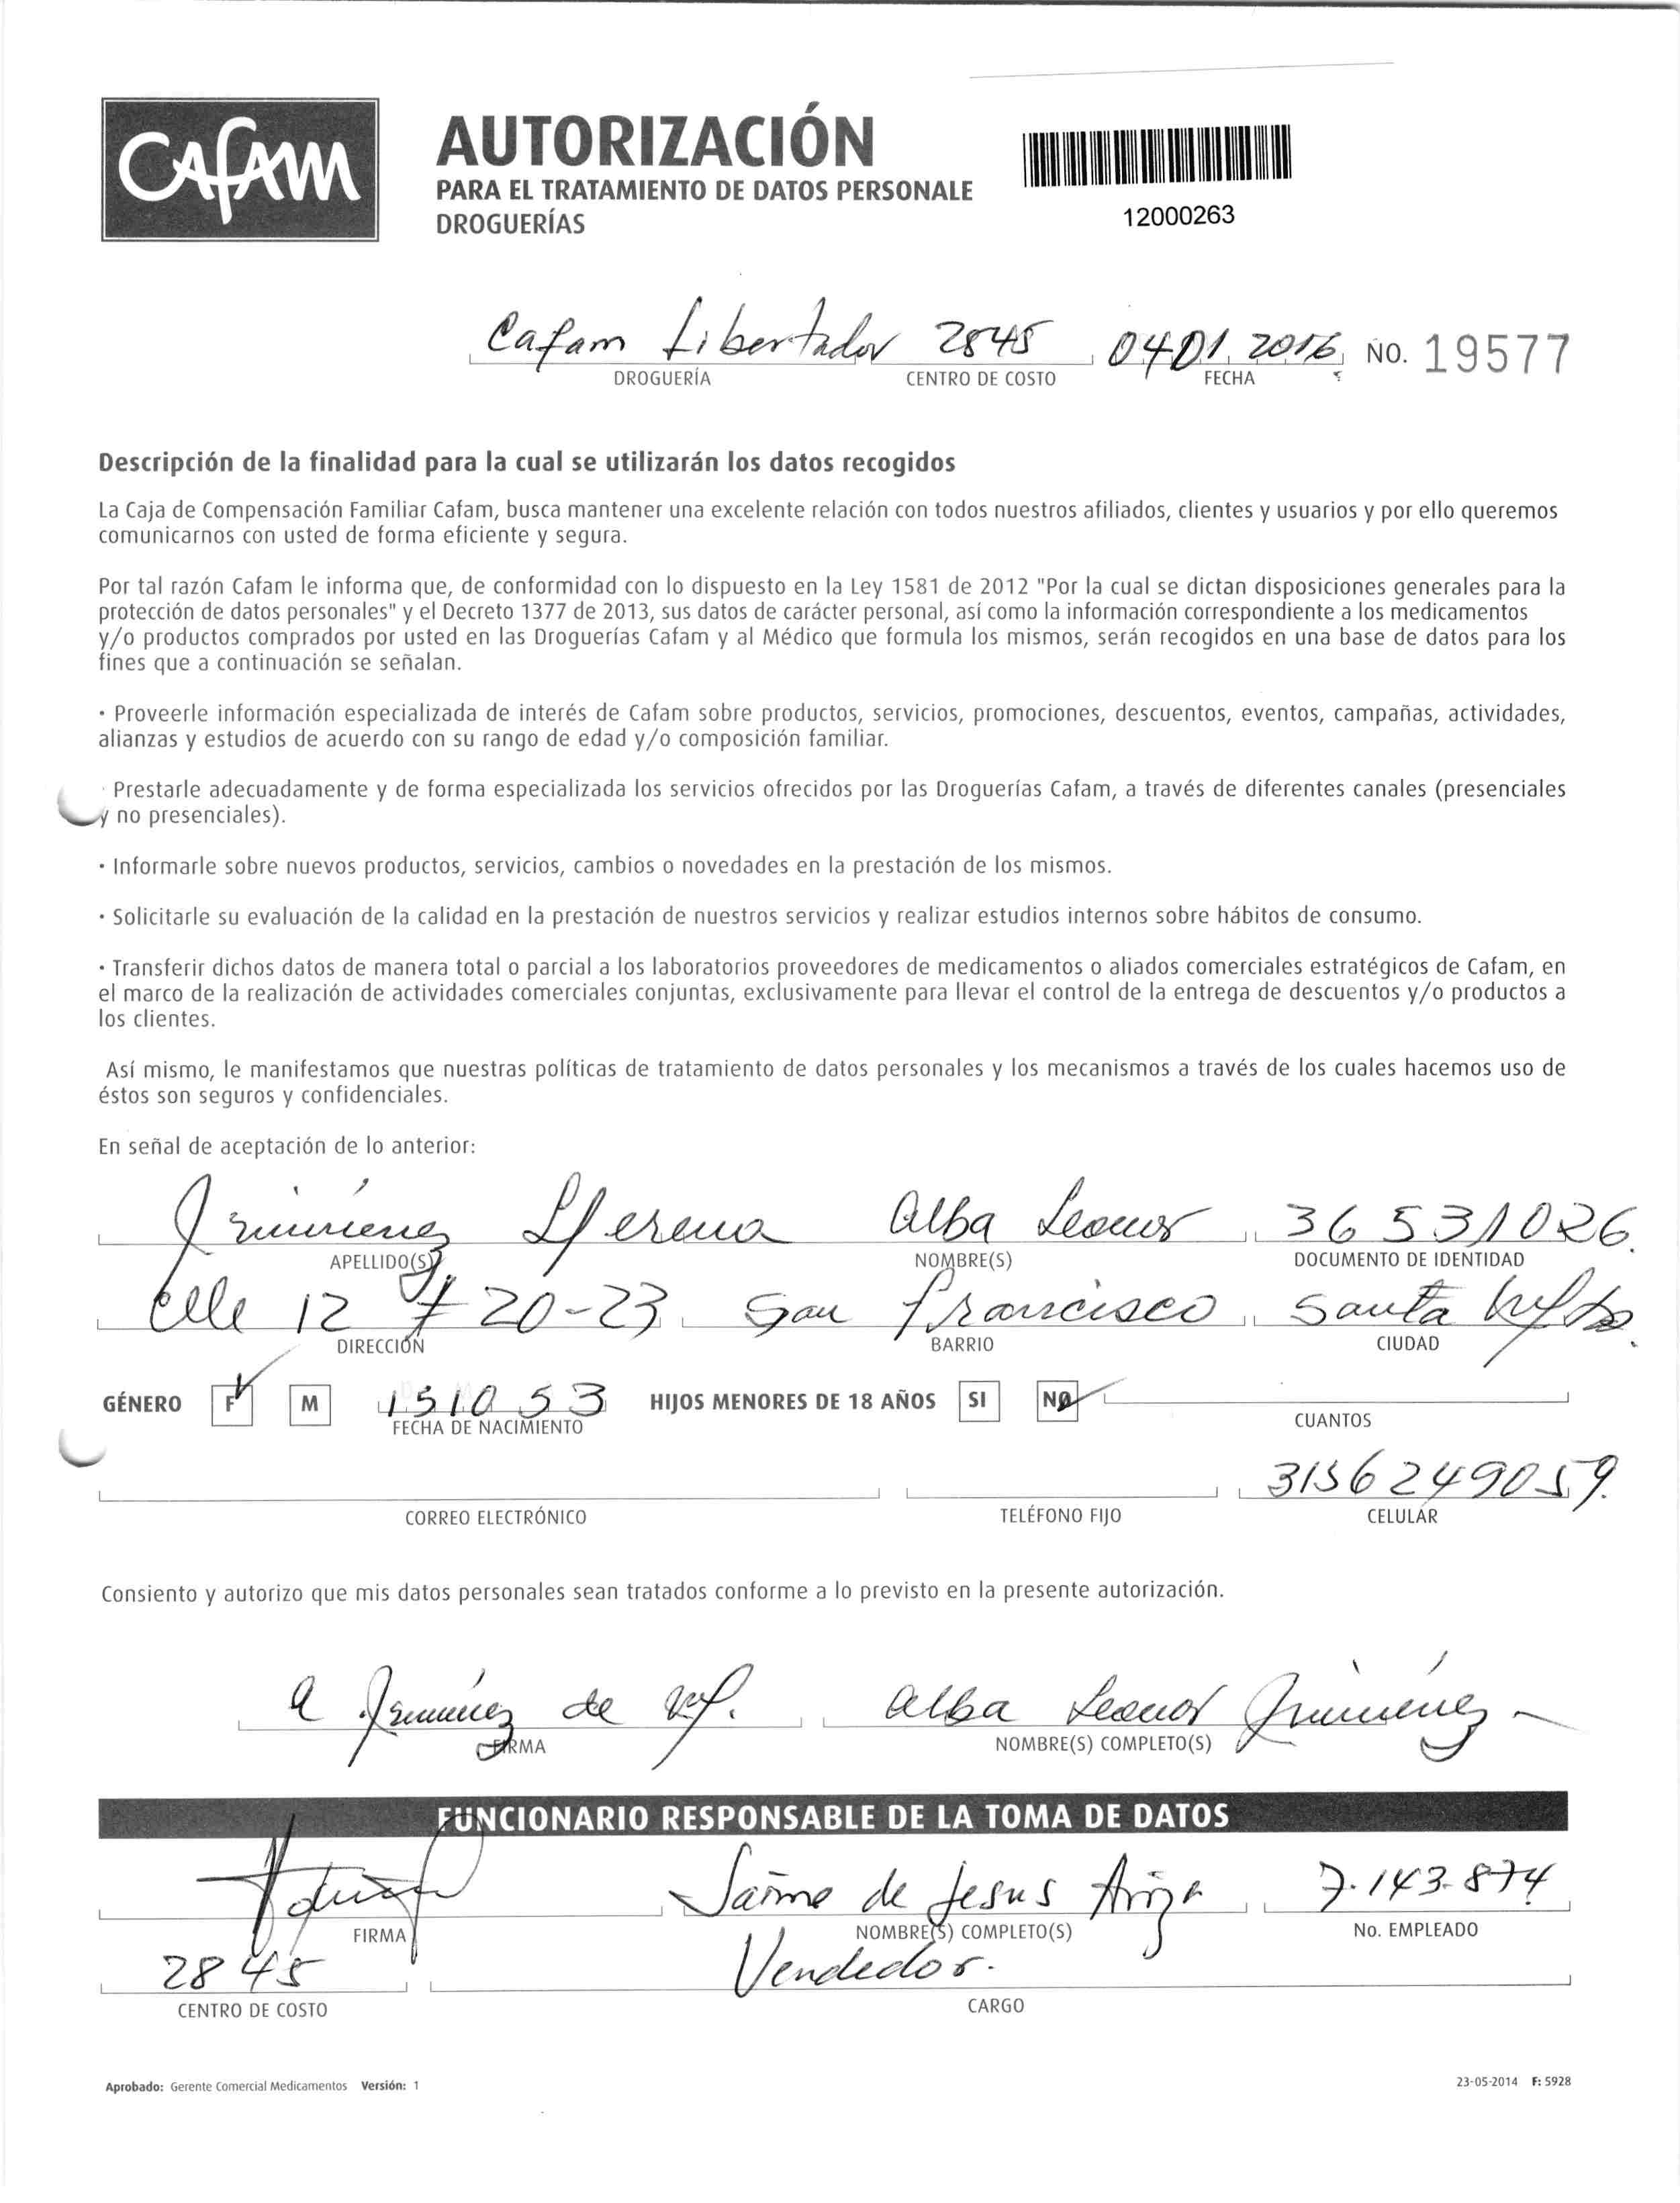 CAFAM
AUTORIZACIÓN
PARA EL TRATAMIENTO DE DATOS PERSONALE
DROGUERÍAS
12000263
Cafam Libertador 2845 04 01 2016 NO. 19577
DROGUERÍA CENTRO DE COSTO FECHA
Descripción de la finalidad para la cual se utilizarán los datos recogidos
La Caja de Compensación Familiar Cafam, busca mantener una excelente relación con todos nuestros afiliados, clientes y usuarios y por ello queremos
comunicarnos con usted de forma eficiente y segura.
Por tal razón Cafam le informa que, de conformidad con lo dispuesto en la Ley 1581 de 2012 "Por la cual se dictan disposiciones generales para la
protección de datos personales" y el Decreto 1377 de 2013, sus datos de carácter personal, así como la información correspondiente a los medicamentos
y/o productos comprados por usted en las Droguerías Cafam y al Médico que formula los mismos, serán recogidos en una base de datos para los
fines que a continuación se señalan.
· Proveerle información especializada de interés de Cafam sobre productos, servicios, promociones, descuentos, eventos, campañas, actividades,
alianzas y estudios de acuerdo con su rango de edad y/o composición familiar.
· Prestarle adecuadamente y de forma especializada los servicios ofrecidos por las Droguerías Cafam, a través de diferentes canales (presenciales
y no presenciales).
· Informarle sobre nuevos productos, servicios, cambios o novedades en la prestación de los mismos.
· Solicitarle su evaluación de la calidad en la prestación de nuestros servicios y realizar estudios internos sobre hábitos de consumo.
· Transferir dichos datos de manera total o parcial a los laboratorios proveedores de medicamentos o aliados comerciales estratégicos de Cafam, en
el marco de la realización de actividades comerciales conjuntas, exclusivamente para llevar el control de la entrega de descuentos y/o productos a
los clientes.
Así mismo, le manifestamos que nuestras políticas de tratamiento de datos personales y los mecanismos a través de los cuales hacemos uso de
éstos son seguros y confidenciales.
En señal de aceptación de lo anterior:
Jiménez Llerena Alba Leonor 36531026.
APELLIDO(S) NOMBRE(S) DOCUMENTO DE IDENTIDAD
Clle 12 # 20-23 San Francisco Santa
DIRECCIÓN BARRIO CIUDAD
GÉNERO F M 15 10 53 HIJOS MENORES DE 18 AÑOS SI NO
FECHA DE NACIMIENTO CUANTOS
3136249059.
CORREO ELECTRÓNICO TELÉFONO FIJO CELULAR
Consiento y autorizo que mis datos personales sean tratados conforme a lo previsto en la presente autorización.
A Jiménez de Alba Leonor Jiménez
FIRMA NOMBRE(S) COMPLETO(S)
FUNCIONARIO RESPONSABLE DE LA TOMA DE DATOS
Jaime de Jesus Ariza 7.143.874
FIRMA NOMBRE(S) COMPLETO(S) No. EMPLEADO
2845 Vendedor.
CENTRO DE COSTO CARGO
Aprobado: Gerente Comercial Medicamentos Versión: 1 23-05-2014 F: 5928